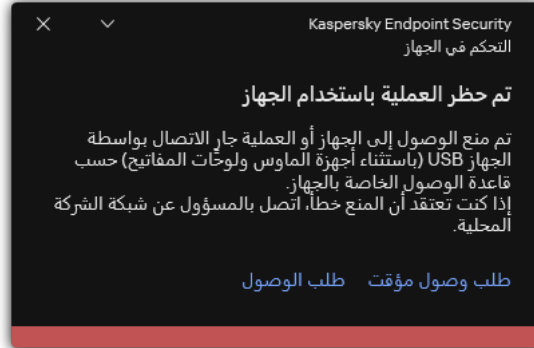 Kaspersky Endpoint Security
التحكم في الجهاز
تم حظر العملية باستخدام الجهاز
تم منع الوصول إلى الجهاز أو العملية جارٍ الاتصال بواسطة
الجهاز USB (باستثناء أجهزة الماوس ولوحات المفاتيح) حسب
قاعدة الوصول الخاصة بالجهاز.
إذا كنت تعتقد أن المنع خطأ، اتصل بالمسؤول عن شبكة الشركة
المحلية.
طلب وصول مؤقت طلب الوصول